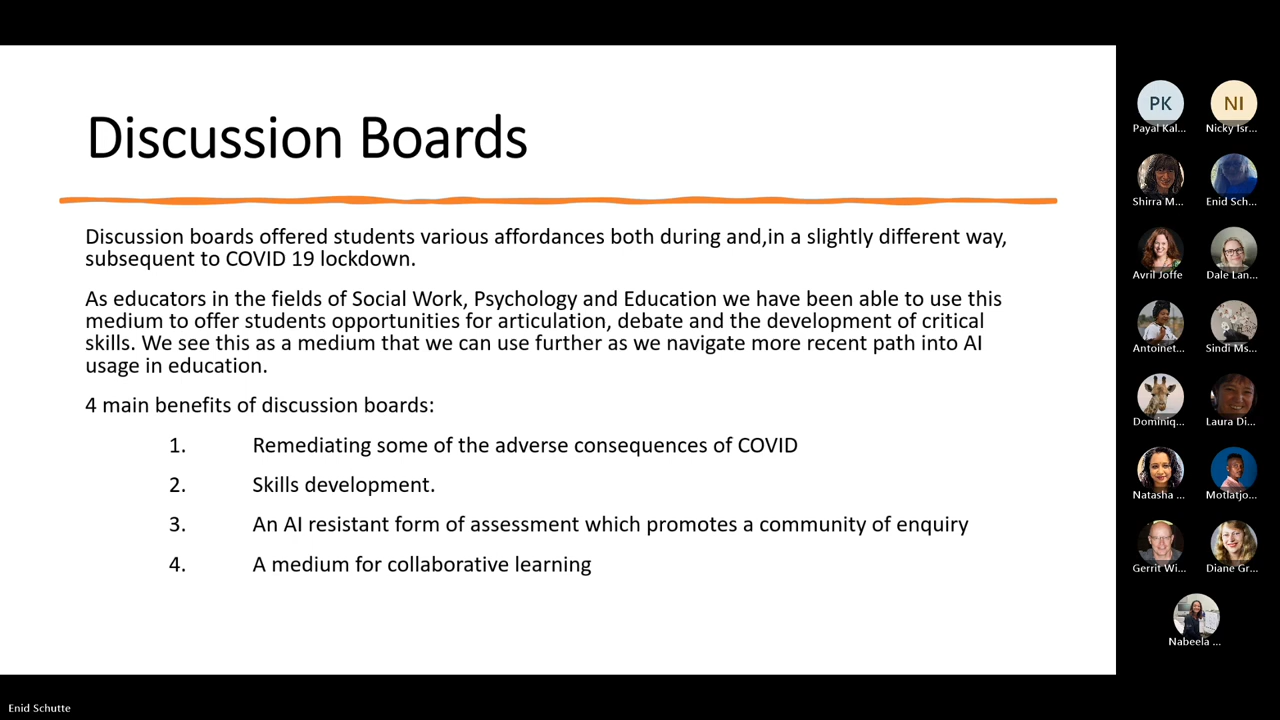 Discussion Boards
Discussion boards offered students various affordances both during and,in a slightly different way,
subsequent to COVID 19 lockdown.
As educators in the fields of Social Work, Psychology and Education we have been able to use this
medium to offer students opportunities for articulation, debate and the development of critical
skills. We see this as a medium that we can use further as we navigate more recent path into AI
usage in education.
4 main benefits of discussion boards:
1. Remediating some of the adverse consequences of COVID
2. Skills development.
3. An AI resistant form of assessment which promotes a community of enquiry
4. A medium for collaborative learning
PK NI
Payal Kal... Nicky Isr...
Shirra M... Enid Sch...
Avril Joffe Dale Lan...
Antoinet... Sindi Ms...
Dominiq... Laura Di...
Natasha ... Motlatjo...
Gerrit Wi... Diane Gr...
Nabeela ...
Enid Schutte